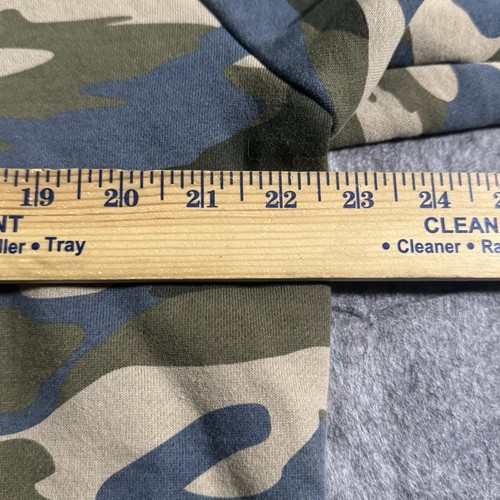 19 20 21 22 23 24
NT CLEAN
ller • Tray • Cleaner • Ra